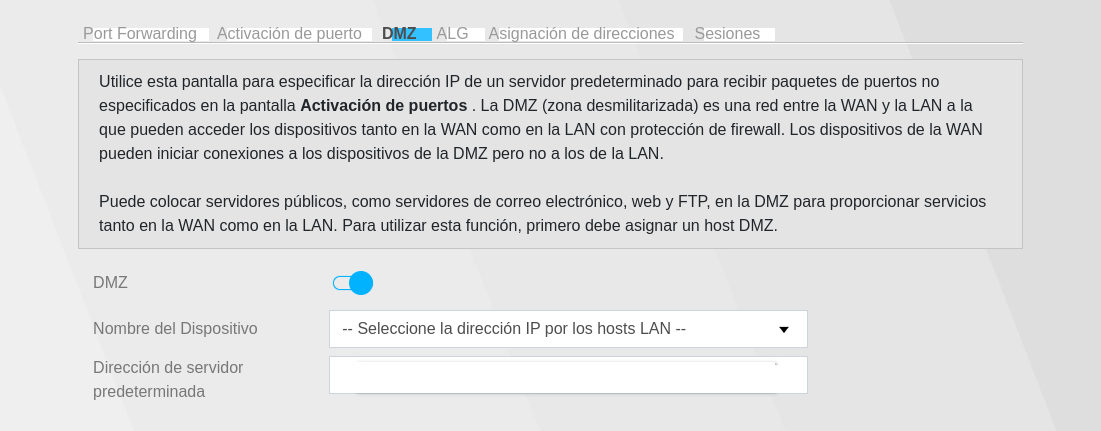 Port Forwarding Activación de puerto DMZ ALG Asignación de direcciones Sesiones
Utilice esta pantalla para especificar la dirección IP de un servidor predeterminado para recibir paquetes de puertos no
especificados en la pantalla Activación de puertos . La DMZ (zona desmilitarizada) es una red entre la WAN y la LAN a la
que pueden acceder los dispositivos tanto en la WAN como en la LAN con protección de firewall. Los dispositivos de la WAN
pueden iniciar conexiones a los dispositivos de la DMZ pero no a los de la LAN.
Puede colocar servidores públicos, como servidores de correo electrónico, web y FTP, en la DMZ para proporcionar servicios
tanto en la WAN como en la LAN. Para utilizar esta función, primero debe asignar un host DMZ.
DMZ
Nombre del Dispositivo -- Seleccione la dirección IP por los hosts LAN --
Dirección de servidor
predeterminada